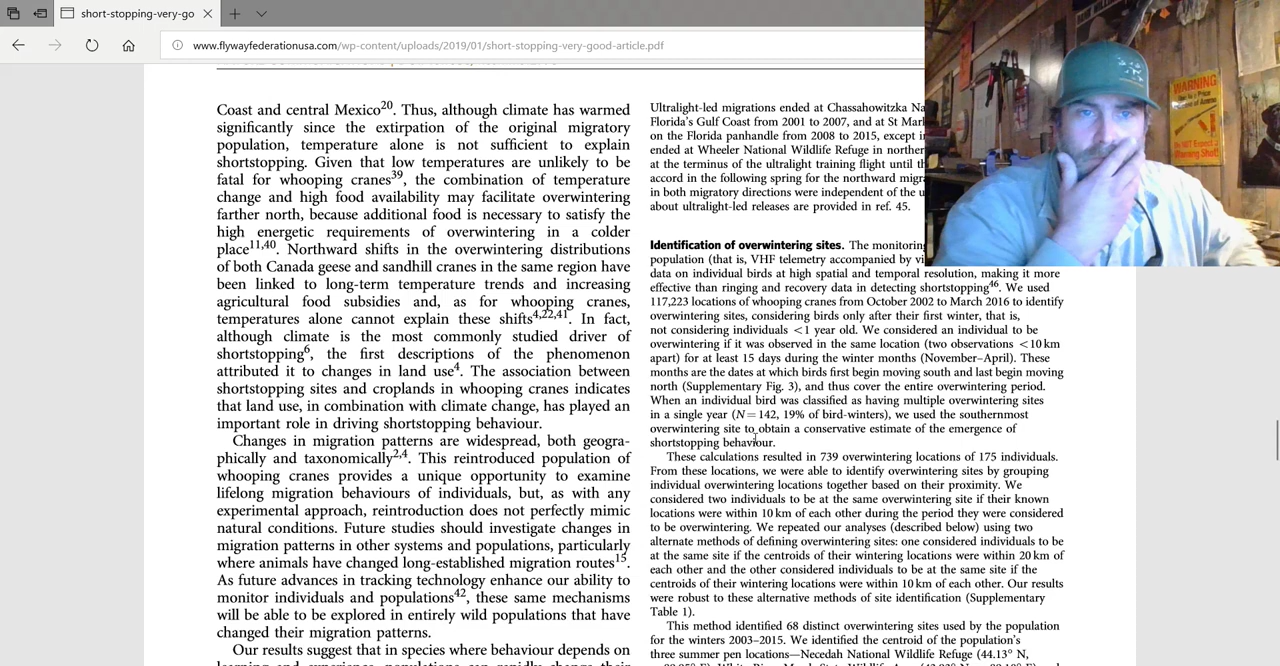 short-stopping-very-go
www.flywayfederationusa.com/wp-content/uploads/2019/01/short-stopping-very-good-article.pdf
Coast and central Mexico20. Thus, although climate has warmed
significantly since the extirpation of the original migratory
population, temperature alone is not sufficient to explain
shortstopping. Given that low temperatures are unlikely to be
fatal for whooping cranes39, the combination of temperature
change and high food availability may facilitate overwintering
farther north, because additional food is necessary to satisfy the
high energetic requirements of overwintering in a colder
place11,40. Northward shifts in the overwintering distributions
of both Canada geese and sandhill cranes in the same region have
been linked to long-term temperature trends and increasing
agricultural food subsidies and, as for whooping cranes,
temperatures alone cannot explain these shifts4,22,41. In fact,
although climate is the most commonly studied driver of
shortstopping6, the first descriptions of the phenomenon
attributed it to changes in land use4. The association between
shortstopping sites and croplands in whooping cranes indicates
that land use, in combination with climate change, has played an
important role in driving shortstopping behaviour.
Changes in migration patterns are widespread, both geogra-
phically and taxonomically2,4. This reintroduced population of
whooping cranes provides a unique opportunity to examine
lifelong migration behaviours of individuals, but, as with any
experimental approach, reintroduction does not perfectly mimic
natural conditions. Future studies should investigate changes in
migration patterns in other systems and populations, particularly
where animals have changed long-established migration routes15.
As future advances in tracking technology enhance our ability to
monitor individuals and populations42, these same mechanisms
will be able to be explored in entirely wild populations that have
changed their migration patterns.
Our results suggest that in species where behaviour depends on
Ultralight-led migrations ended at Chassahowitzka Na
Florida's Gulf Coast from 2001 to 2007, and at St Mar
on the Florida panhandle from 2008 to 2015, except i
ended at Wheeler National Wildlife Refuge in norther
at the terminus of the ultralight training flight until th
accord in the following spring for the northward migra
in both migratory directions were independent of the u
about ultralight-led releases are provided in ref. 45.
Identification of overwintering sites. The monitoring
population (that is, VHF telemetry accompanied by vi
data on individual birds at high spatial and temporal resolution, making it more
effective than ringing and recovery data in detecting shortstopping46. We used
117,223 locations of whooping cranes from October 2002 to March 2016 to identify
overwintering sites, considering birds only after their first winter, that is,
not considering individuals <1 year old. We considered an individual to be
overwintering if it was observed in the same location (two observations <10 km
apart) for at least 15 days during the winter months (November–April). These
months are the dates at which birds first begin moving south and last begin moving
north (Supplementary Fig. 3), and thus cover the entire overwintering period.
When an individual bird was classified as having multiple overwintering sites
in a single year (N=142, 19% of bird-winters), we used the southernmost
overwintering site to obtain a conservative estimate of the emergence of
shortstopping behaviour.
These calculations resulted in 739 overwintering locations of 175 individuals.
From these locations, we were able to identify overwintering sites by grouping
individual overwintering locations together based on their proximity. We
considered two individuals to be at the same overwintering site if their known
locations were within 10 km of each other during the period they were considered
to be overwintering. We repeated our analyses (described below) using two
alternate methods of defining overwintering sites: one considered individuals to be
at the same site if the centroids of their wintering locations were within 20 km of
each other and the other considered individuals to be at the same site if the
centroids of their wintering locations were within 10 km of each other. Our results
were robust to these alternative methods of site identification (Supplementary
Table 1).
This method identified 68 distinct overwintering sites used by the population
for the winters 2003–2015. We identified the centroid of the population's
three summer pen locations—Necedah National Wildlife Refuge (44.13° N,
WARNING